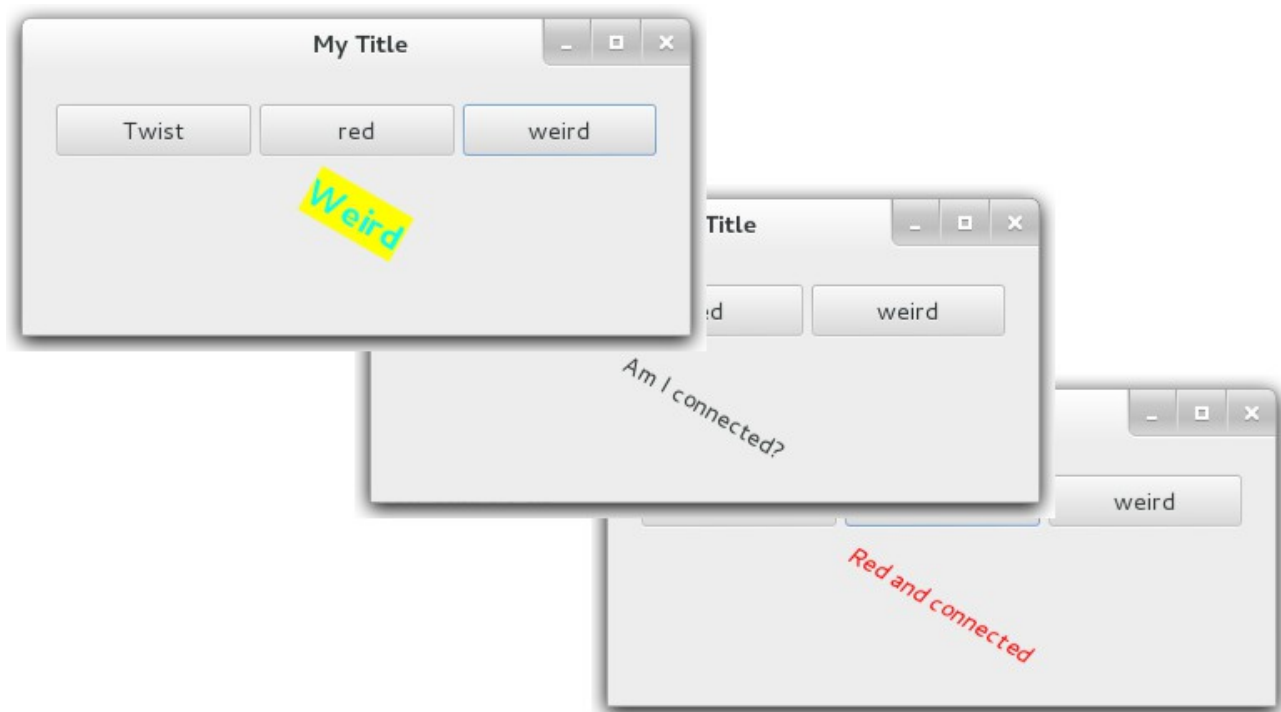 My Title
Twist
red
weird
Weird
Title
ed
weird
Am I connected?
weird
Red and connected